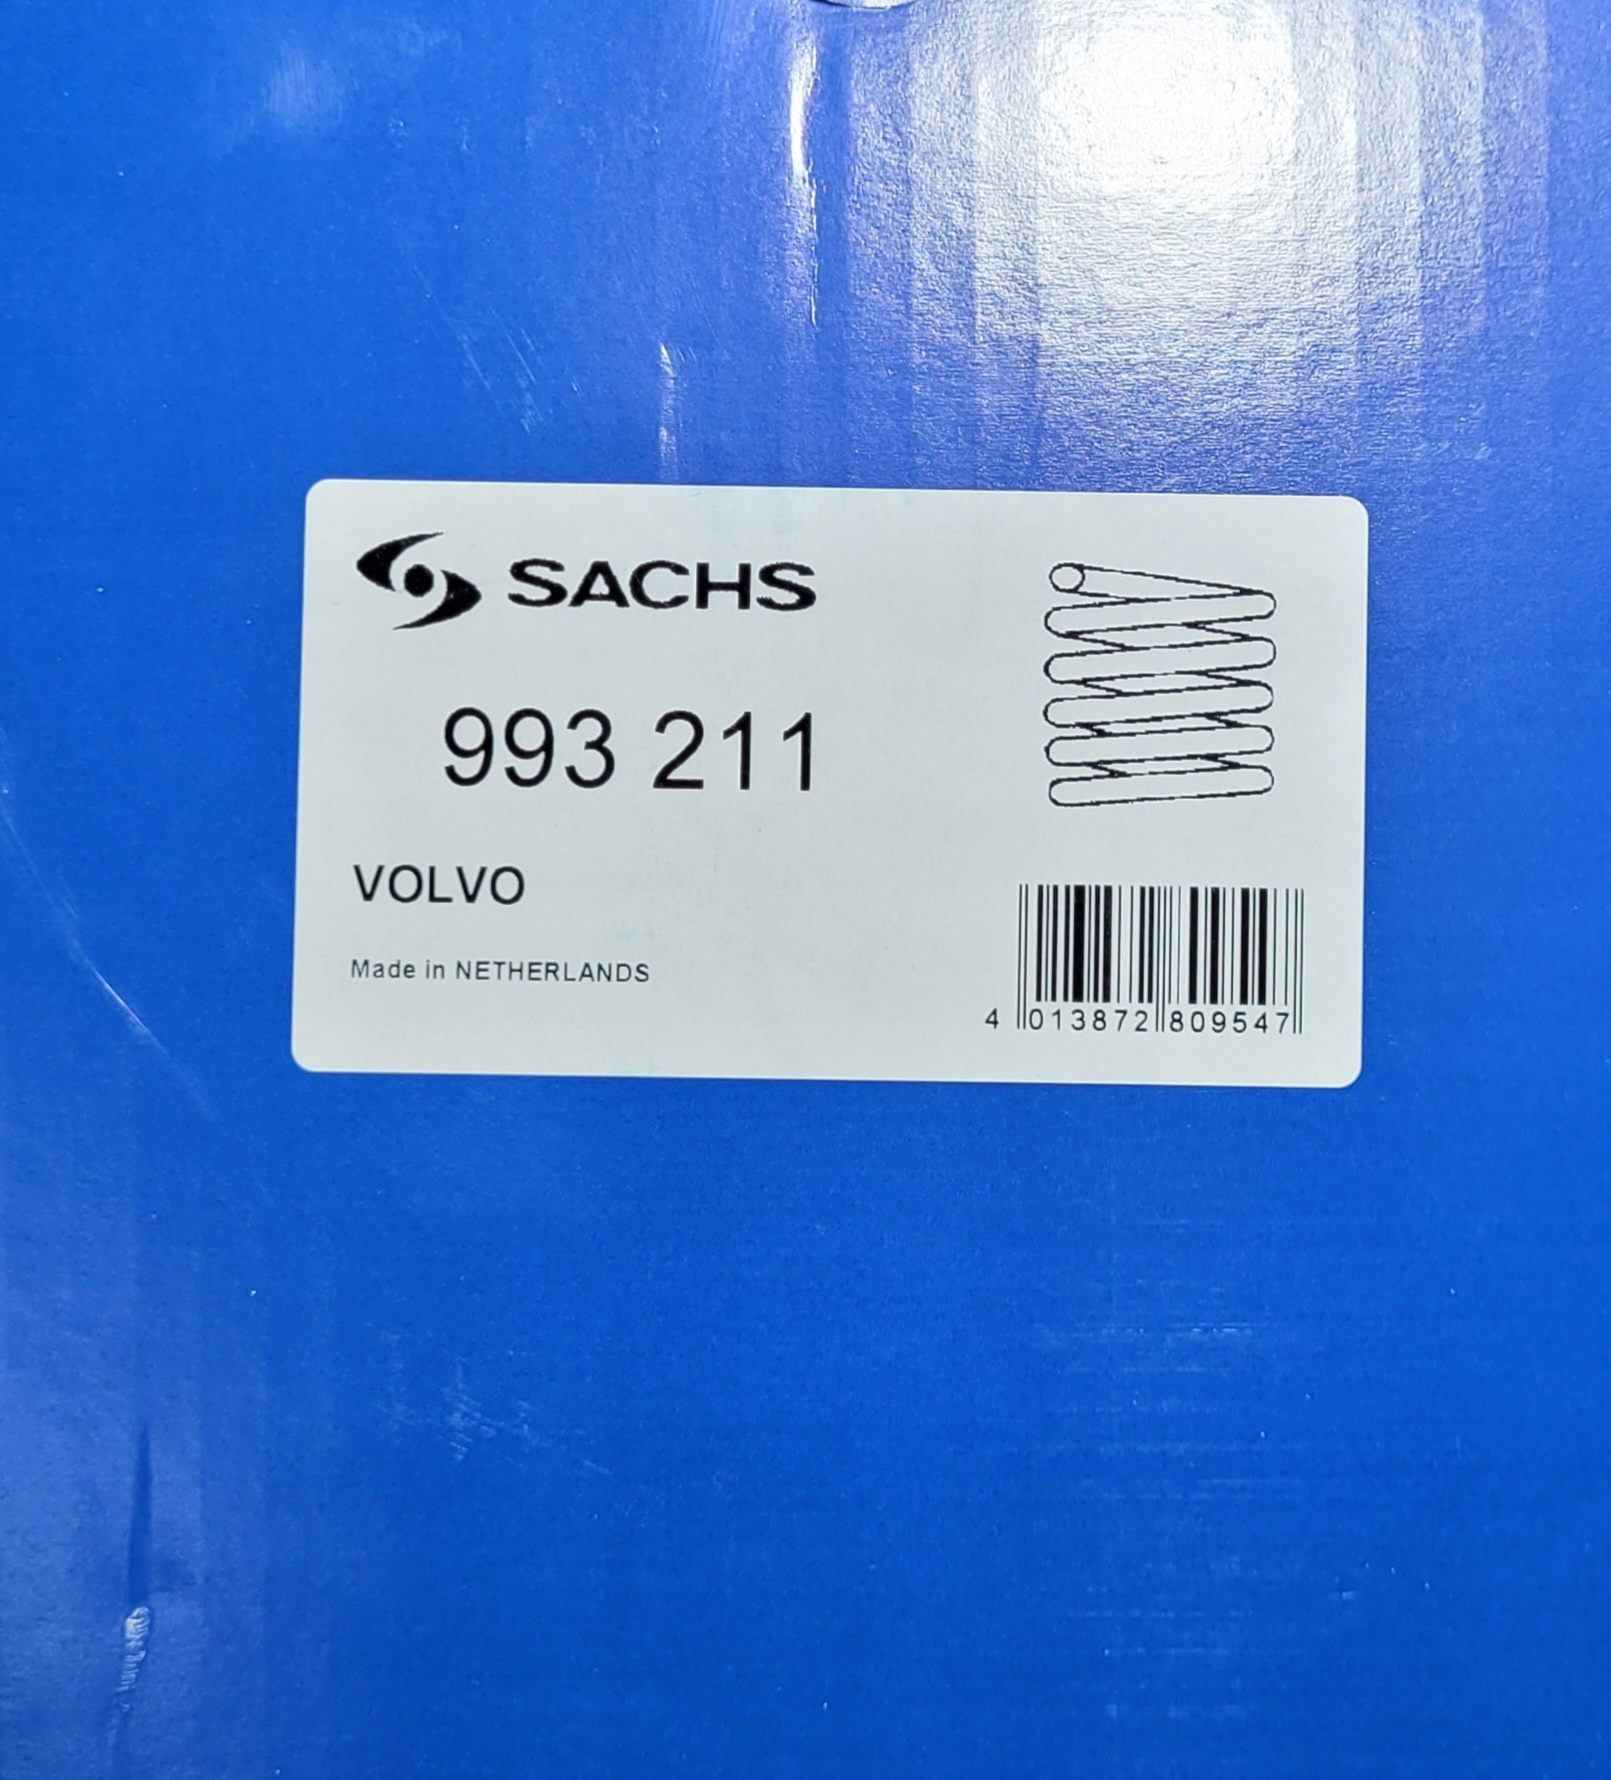 SACHS
993 211
VOLVO
Made in NETHERLANDS
4 013872 809547